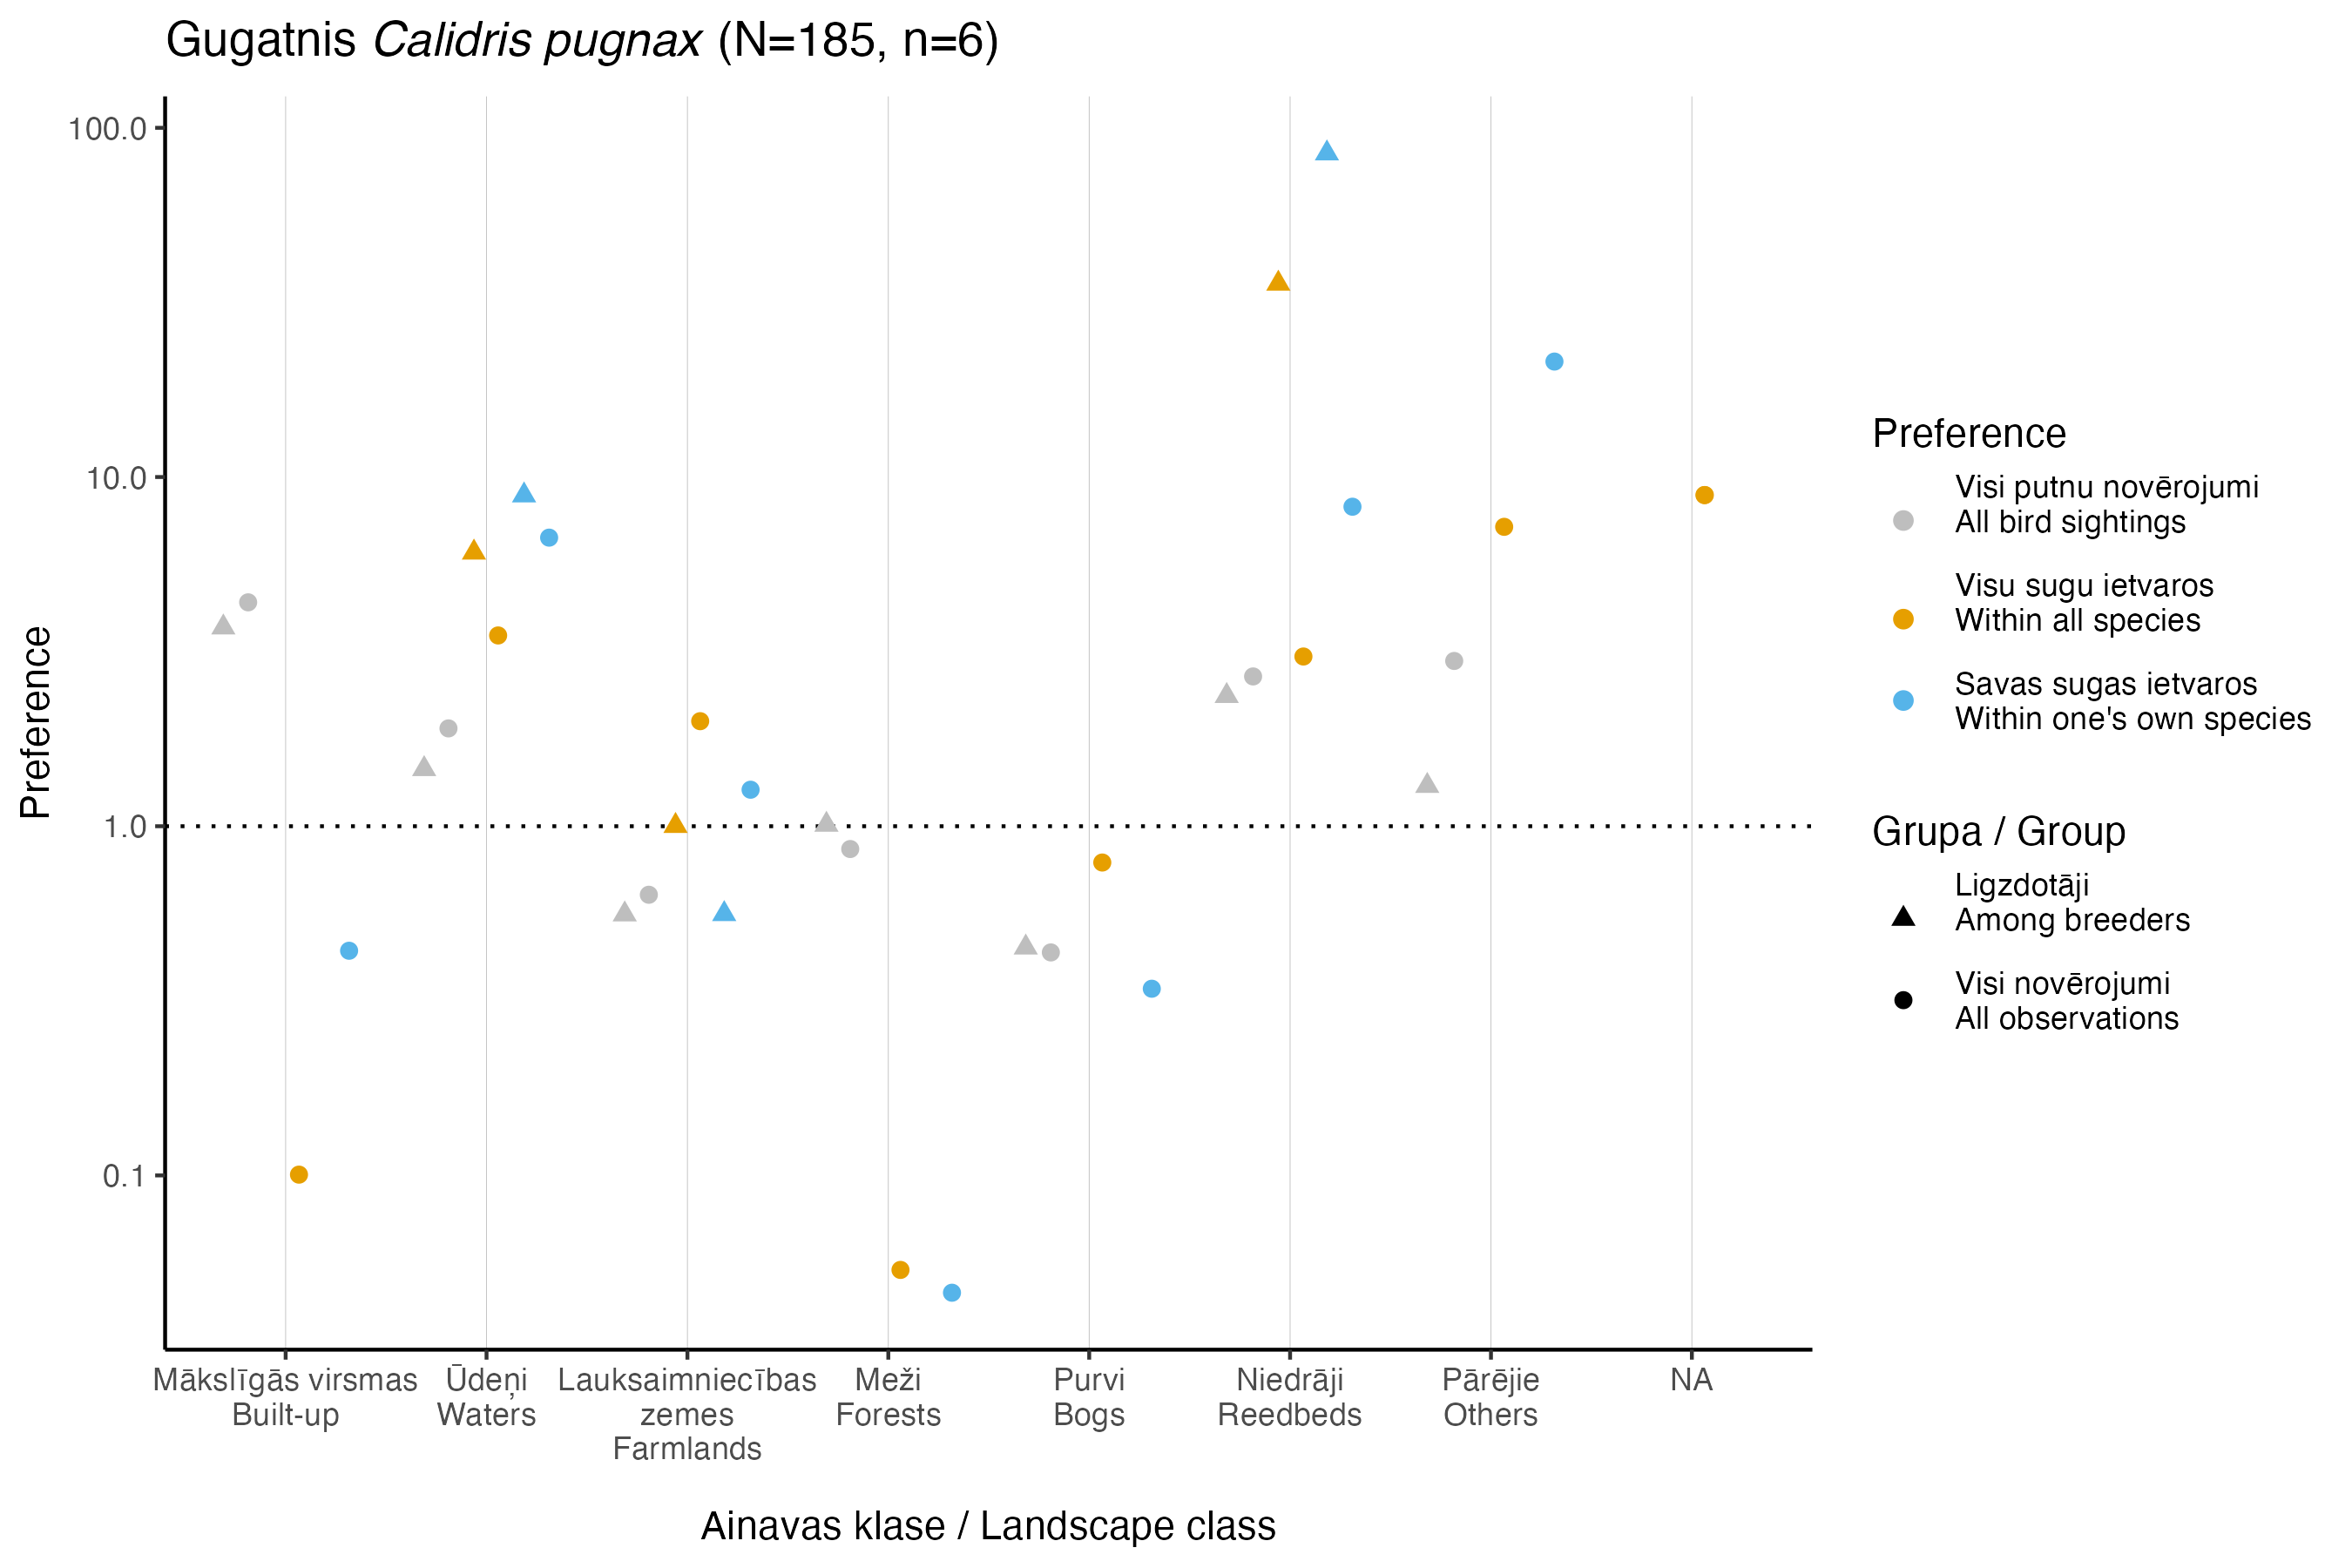 Gugatnis Calidris pugnax (N=185, n=6)
100.0
10.0
1.0
0.1
Preference
Mākslīgās virsmas
Built-up
Ūdeņi
Waters
Lauksaimniecības
zemes
Farmlands
Meži
Forests
Purvi
Bogs
Niedrāji
Reedbeds
Pārējie
Others
NA
Ainavas klase / Landscape class
Preference
Visi putnu novērojumi
All bird sightings
Visu sugu ietvaros
Within all species
Savas sugas ietvaros
Within one's own species
Grupa / Group
Ligzdotāji
Among breeders
Visi novērojumi
All observations